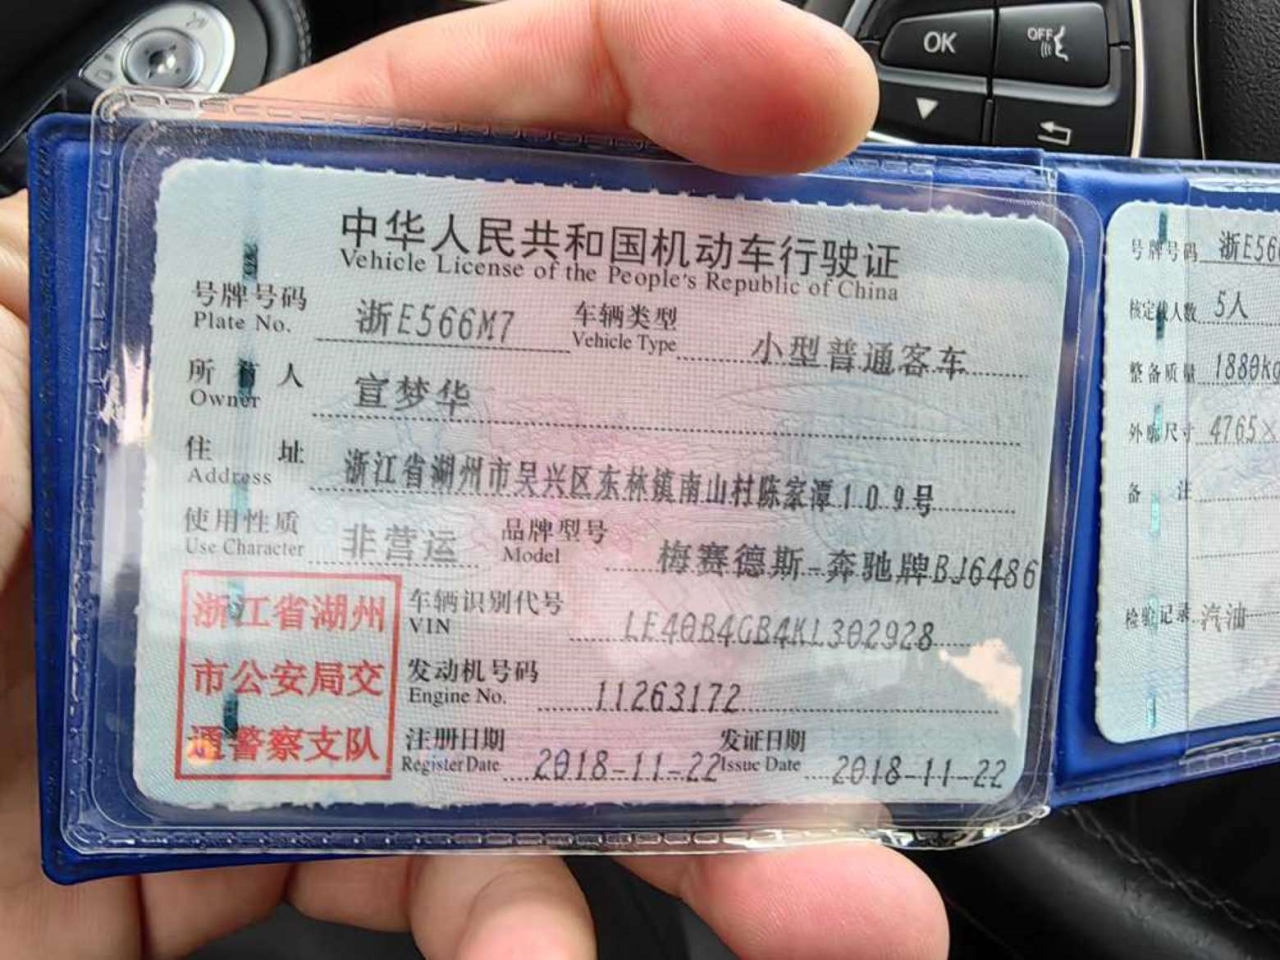 OK
OFF
中华人民共和国机动车行驶证
Vehicle License of the People's Republic of China
号牌号码 浙E566M7 车辆类型 小型普通客车
Plate No. Vehicle Type
所有人 宣梦华
Owner
住址 浙江省湖州市吴兴区东林镇南山村陈家潭109号
Address
使用性质 非营运 品牌型号 梅赛德斯-奔驰牌BJ6486
Use Character Model
浙江省湖州
市公安局交
通警察支队
车辆识别代号 LE40B4GB4KL302928
VIN
发动机号码 11263172
Engine No.
注册日期 2018-11-22 发证日期 2018-11-22
Register Date Issue Date
号牌号码 浙E56
核定载人数 5人
整备质量 1880kg
外廓尺寸 4765×
备注
检验记录 汽油